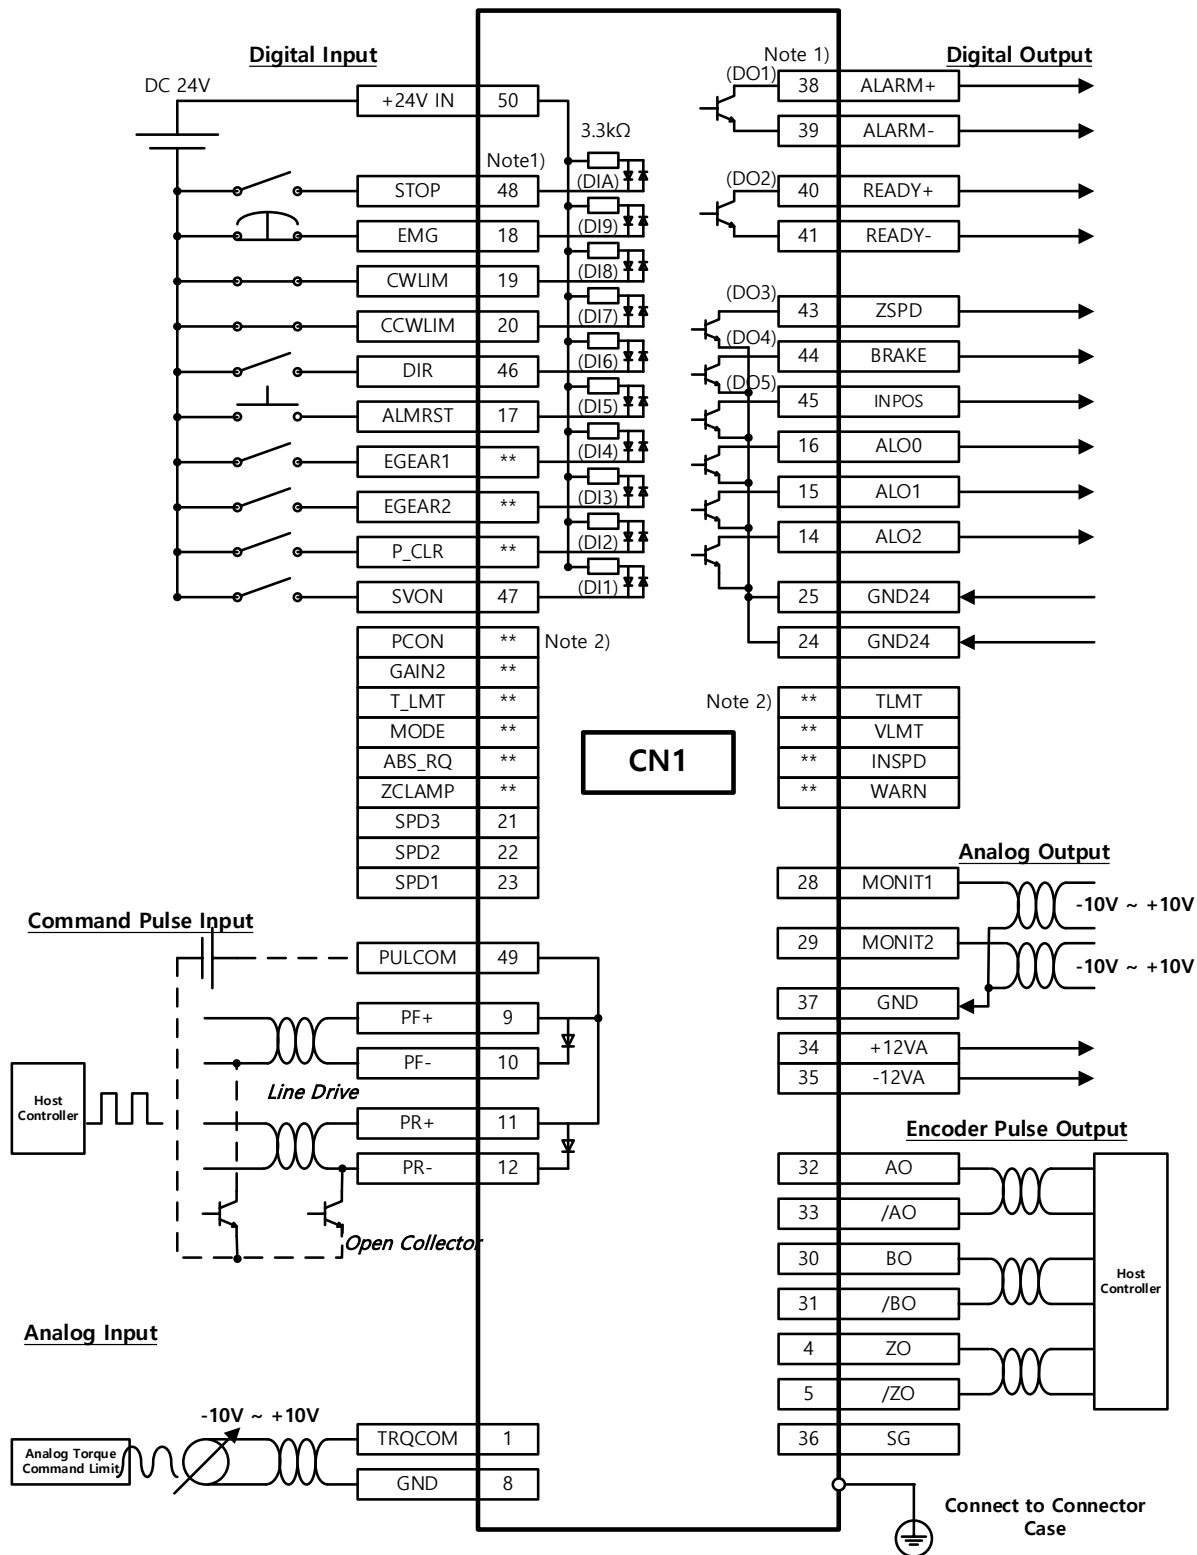 Digital Input
DC 24V
+24V IN 50
3.3kΩ
Note1)
STOP 48 (DIA)
EMG 18 (DI9)
CWLIM 19 (DI8)
CCWLIM 20 (DI7)
DIR 46 (DI6)
ALMRST 17 (DI5)
EGEAR1 ** (DI4)
EGEAR2 ** (DI3)
P_CLR ** (DI2)
SVON 47 (DI1)
PCON ** Note 2)
GAIN2 **
T_LMT **
MODE **
ABS_RQ **
ZCLAMP **
SPD3 21
SPD2 22
SPD1 23
Command Pulse Input
PULCOM 49
PF+ 9
PF- 10
Line Drive
Host
Controller
PR+ 11
PR- 12
Open Collector
Analog Input
-10V ~ +10V
Analog Torque
Command Limit
TRQCOM 1
GND 8
CN1
Note 1)
Digital Output
(DO1) 38 ALARM+
39 ALARM-
(DO2) 40 READY+
41 READY-
(DO3) 43 ZSPD
(DO4) 44 BRAKE
(DO5) 45 INPOS
16 ALO0
15 ALO1
14 ALO2
25 GND24
24 GND24
Note 2) ** TLMT
** VLMT
** INSPD
** WARN
Analog Output
28 MONIT1
-10V ~ +10V
29 MONIT2
-10V ~ +10V
37 GND
34 +12VA
35 -12VA
Encoder Pulse Output
32 AO
33 /AO
30 BO
31 /BO
4 ZO
5 /ZO
Host
Controller
36 SG
Connect to Connector
Case